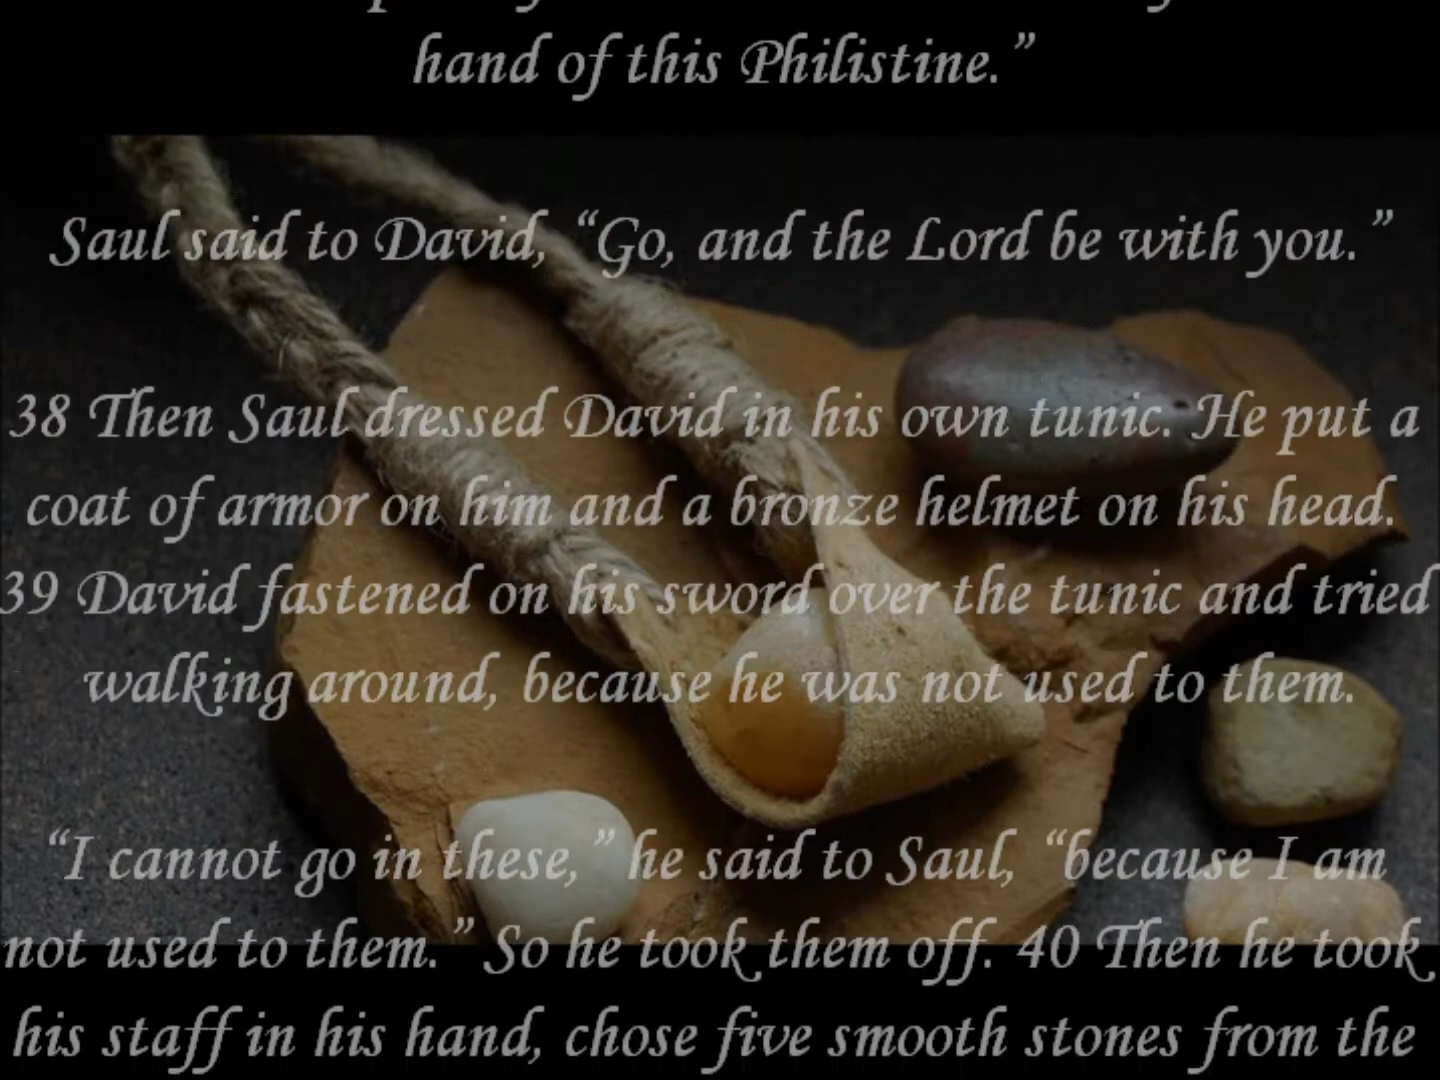 hand of this Philistine.”
Saul said to David, “Go, and the Lord be with you.”
38 Then Saul dressed David in his own tunic. He put a
coat of armor on him and a bronze helmet on his head.
39 David fastened on his sword over the tunic and tried
walking around, because he was not used to them.
“I cannot go in these,” he said to Saul, “because I am
not used to them.” So he took them off. 40 Then he took
his staff in his hand, chose five smooth stones from the